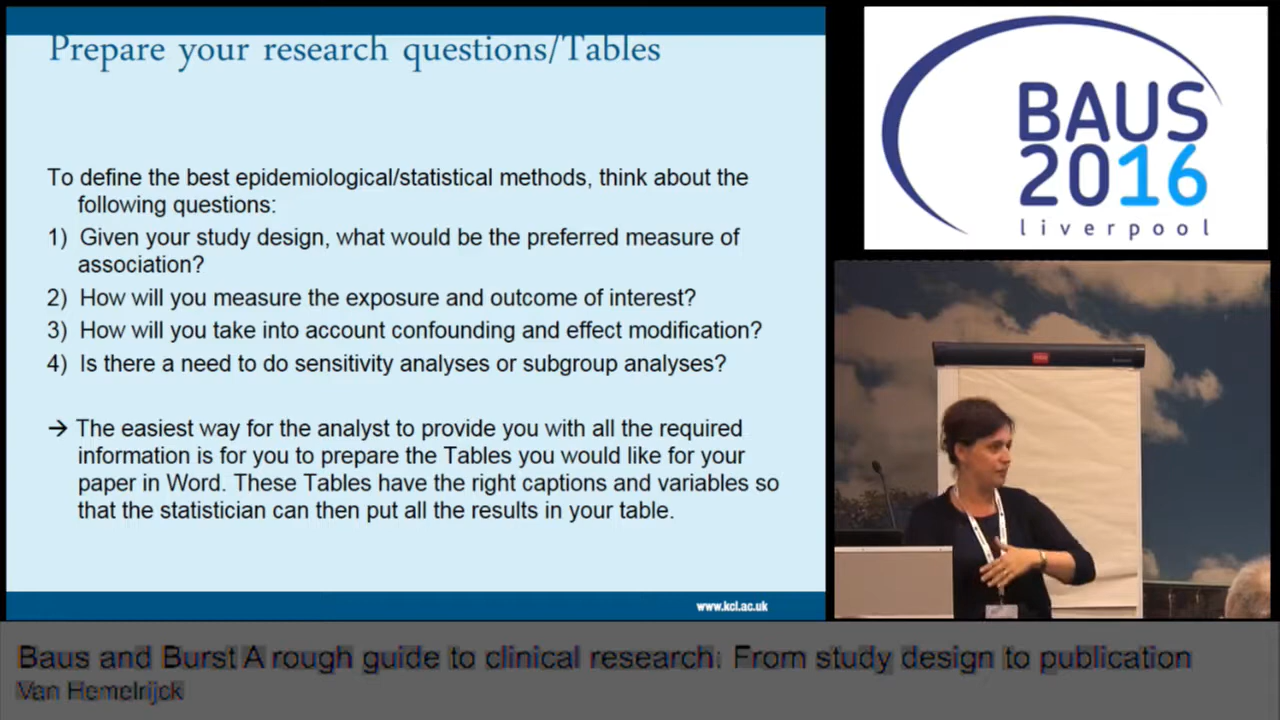 Prepare your research questions/Tables
To define the best epidemiological/statistical methods, think about the
following questions:
1) Given your study design, what would be the preferred measure of
association?
2) How will you measure the exposure and outcome of interest?
3) How will you take into account confounding and effect modification?
4) Is there a need to do sensitivity analyses or subgroup analyses?
→ The easiest way for the analyst to provide you with all the required
information is for you to prepare the Tables you would like for your
paper in Word. These Tables have the right captions and variables so
that the statistician can then put all the results in your table.
www.kcl.ac.uk
BAUS
2016
liverpool
Baus and Burst A rough guide to clinical research: From study design to publication
Van Hemelrijck